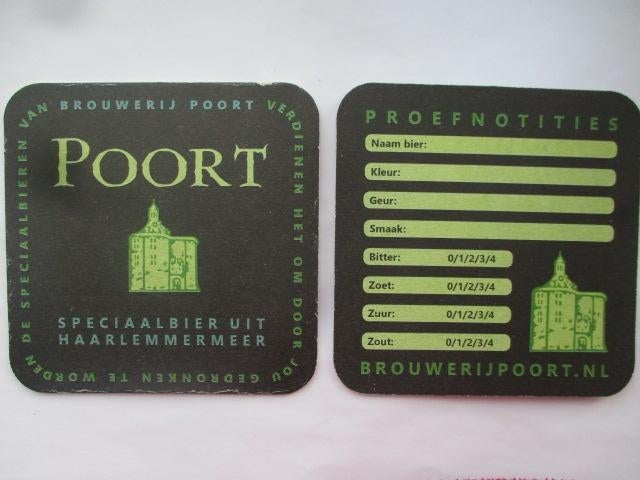 DE SPECIAALBIEREN VAN BROUWERIJ POORT VERDIENEN HET OM DOOR JOU GEDRONKEN TE WORDEN
POORT
SPECIAALBIER UIT
HAARLEMMERMEER
PROEFNOTITIES
Naam bier:
Kleur:
Geur:
Smaak:
Bitter: 0/1/2/3/4
Zoet: 0/1/2/3/4
Zuur: 0/1/2/3/4
Zout: 0/1/2/3/4
BROUWERIJPOORT.NL